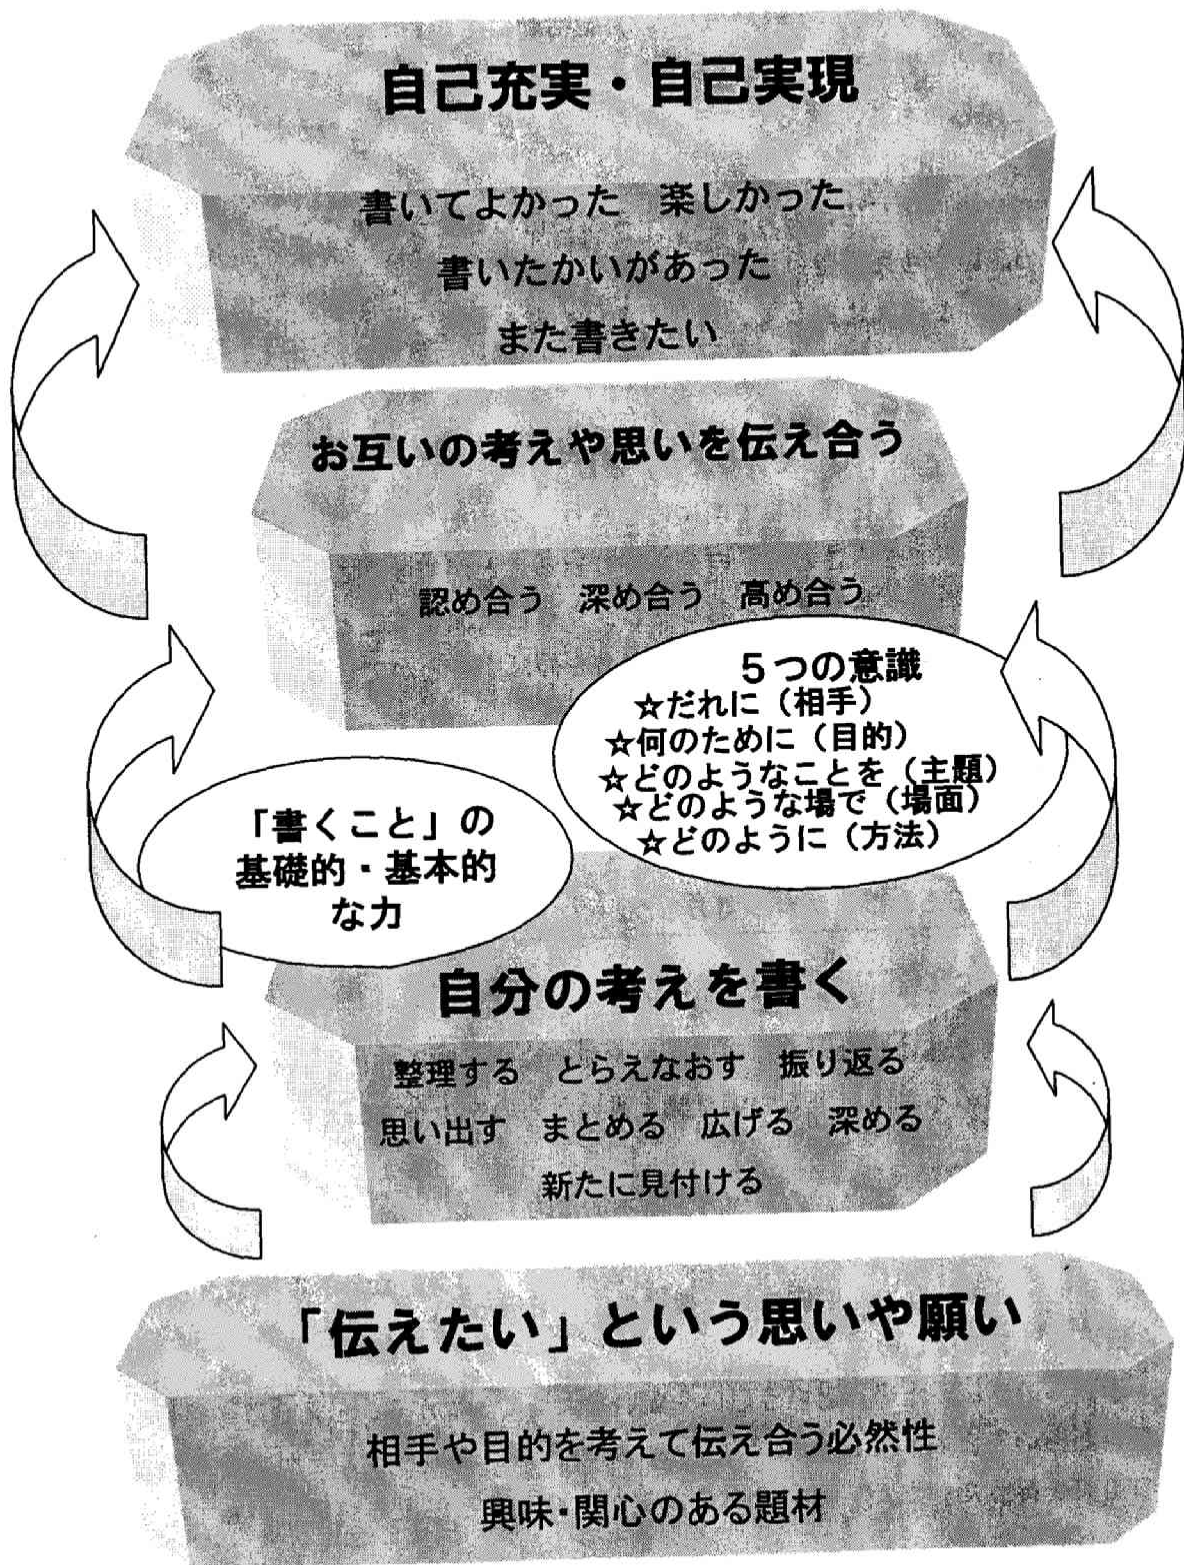 自己充実・自己実現
書いてよかった　楽しかった
書いたかいがあった
また書きたい
お互いの考えや思いを伝え合う
認め合う　深め合う　高め合う
５つの意識
☆だれに（相手）
☆何のために（目的）
☆どのようなことを（主題）
☆どのような場で（場面）
☆どのように（方法）
「書くこと」の
基礎的・基本的
な力
自分の考えを書く
整理する　とらえなおす　振り返る
思い出す　まとめる　広げる　深める
新たに見付ける
「伝えたい」という思いや願い
相手や目的を考えて伝え合う必然性
興味・関心のある題材